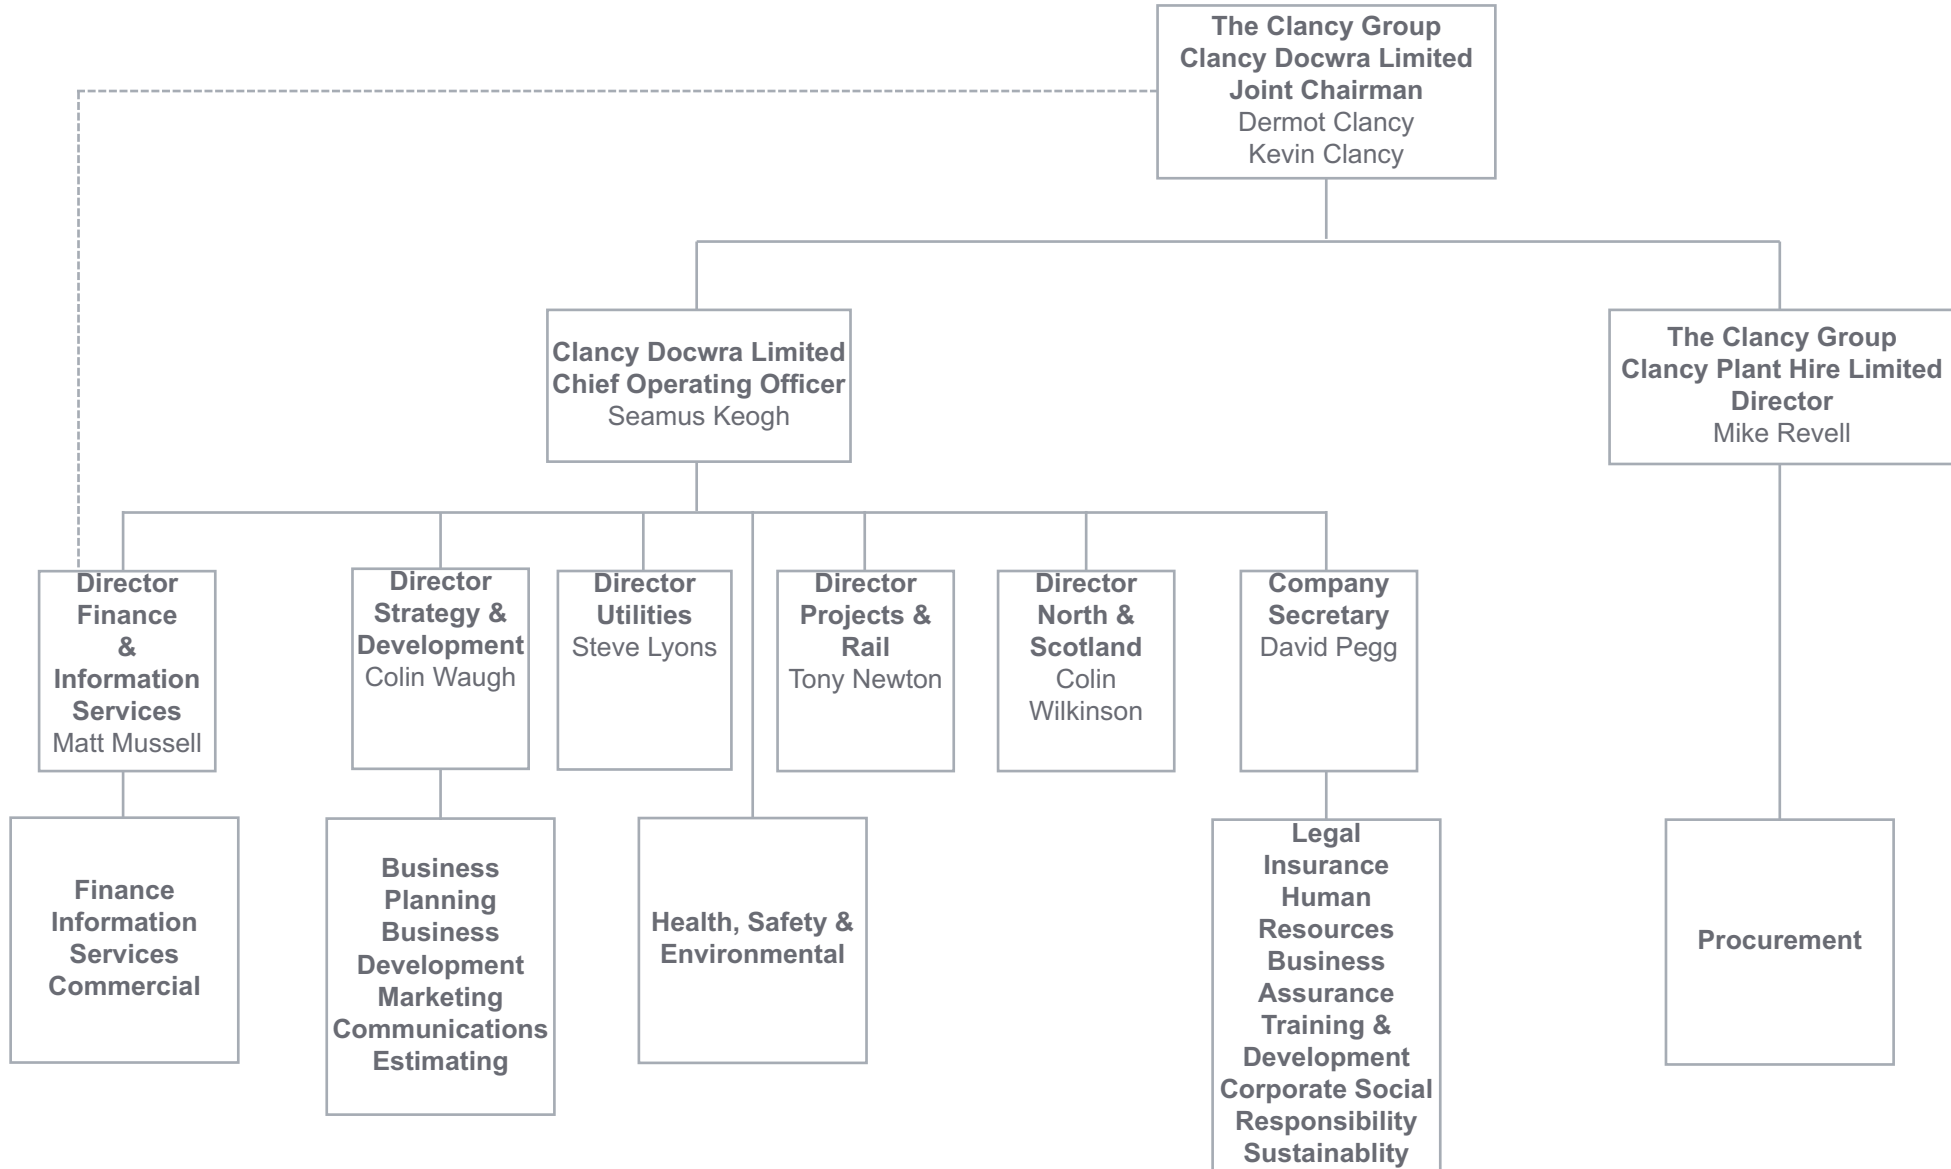 The Clancy Group
Clancy Docwra Limited
Joint Chairman
Dermot Clancy
Kevin Clancy
Clancy Docwra Limited
Chief Operating Officer
Seamus Keogh
The Clancy Group
Clancy Plant Hire Limited
Director
Mike Revell
Director
Finance
&
Information
Services
Matt Mussell
Director
Strategy &
Development
Colin Waugh
Director
Utilities
Steve Lyons
Director
Projects &
Rail
Tony Newton
Director
North &
Scotland
Colin
Wilkinson
Company
Secretary
David Pegg
Finance
Information
Services
Commercial
Business
Planning
Business
Development
Marketing
Communications
Estimating
Health, Safety &
Environmental
Legal
Insurance
Human
Resources
Business
Assurance
Training &
Development
Corporate Social
Responsibility
Sustainablity
Procurement